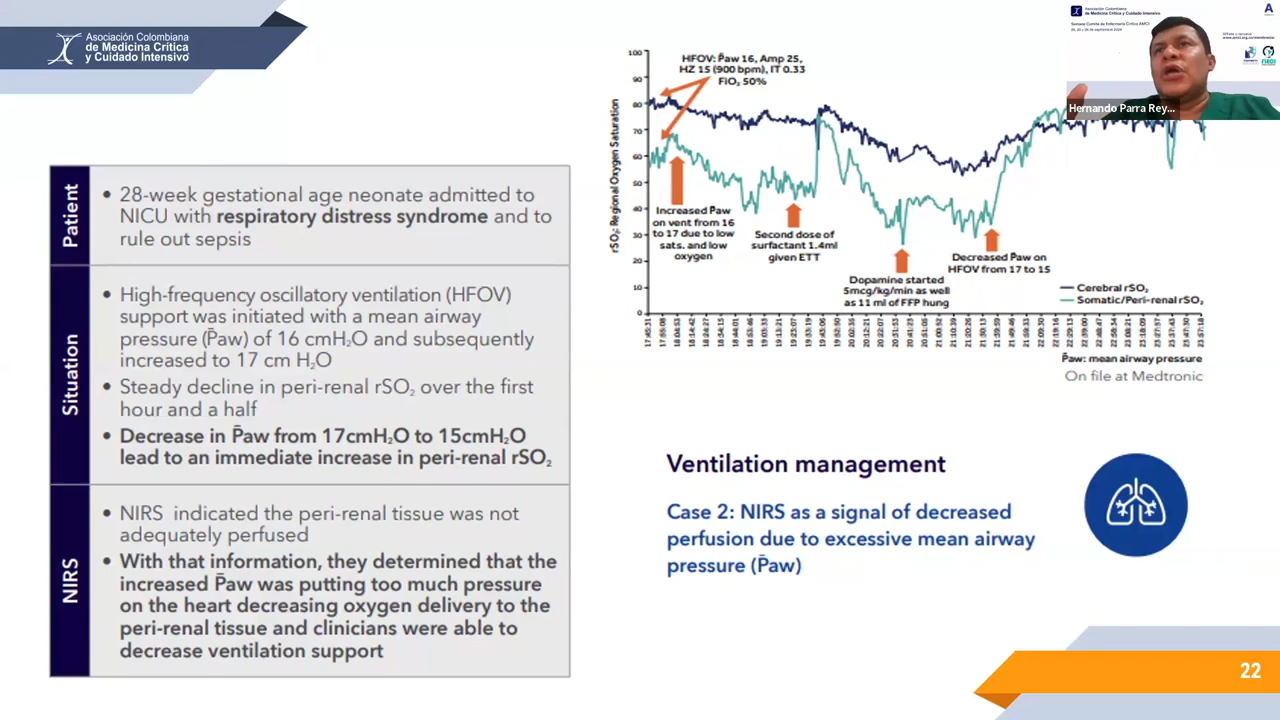 Asociación Colombiana
de Medicina Crítica
y Cuidado Intensivo
Patient
• 28-week gestational age neonate admitted to
NICU with respiratory distress syndrome and to
rule out sepsis
Situation
• High-frequency oscillatory ventilation (HFOV)
support was initiated with a mean airway
pressure (P̄aw) of 16 cmH₂O and subsequently
increased to 17 cm H₂O
• Steady decline in peri-renal rSO₂ over the first
hour and a half
• Decrease in P̄aw from 17cmH₂O to 15cmH₂O
lead to an immediate increase in peri-renal rSO₂
NIRS
• NIRS indicated the peri-renal tissue was not
adequately perfused
• With that information, they determined that the
increased P̄aw was putting too much pressure
on the heart decreasing oxygen delivery to the
peri-renal tissue and clinicians were able to
decrease ventilation support
rSO₂: Regional Oxygen Saturation
100
90
80
70
60
50
40
30
20
10
0
HFOV: P̄aw 16, Amp 25,
HZ 15 (900 bpm), IT 0.33
FiO₂ 50%
Increased P̄aw
on vent from 16
to 17 due to low
sats. and low
oxygen
Second dose of
surfactant 1.4ml
given ETT
Dopamine started
5mcg/kg/min as well
as 11 ml of FFP hung
Decreased P̄aw on
HFOV from 17 to 15
Cerebral rSO₂
Somatic/Peri-renal rSO₂
P̄aw: mean airway pressure
On file at Medtronic
Ventilation management
Case 2: NIRS as a signal of decreased
perfusion due to excessive mean airway
pressure (P̄aw)
Asociación Colombiana
de Medicina Crítica y Cuidado Intensivo
Hernando Parra Rey...
22